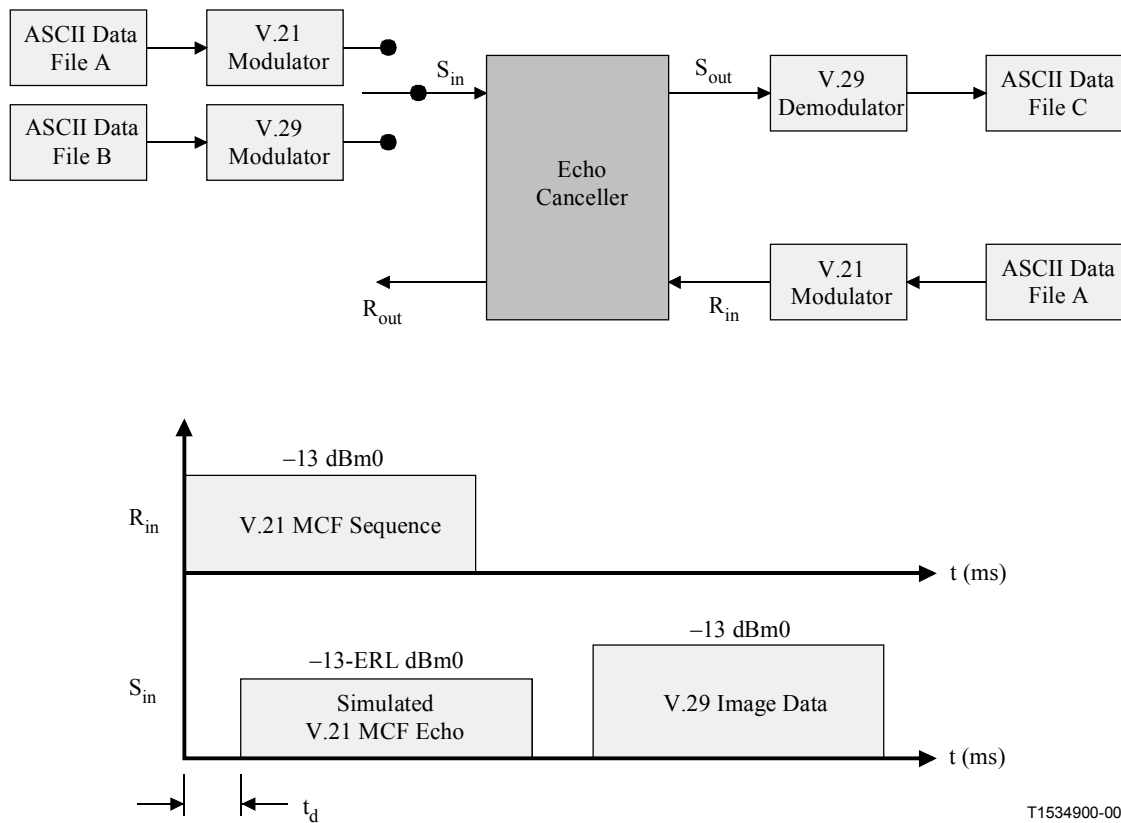 ASCII Data
File A
V.21
Modulator
ASCII Data
File B
V.29
Modulator
S_in
Echo
Canceller
S_out
V.29
Demodulator
ASCII Data
File C
R_out
R_in
V.21
Modulator
ASCII Data
File A
–13 dBm0
R_in
V.21 MCF Sequence
t (ms)
–13 dBm0
–13-ERL dBm0
S_in
Simulated
V.21 MCF Echo
V.29 Image Data
t (ms)
t_d
T1534900-00